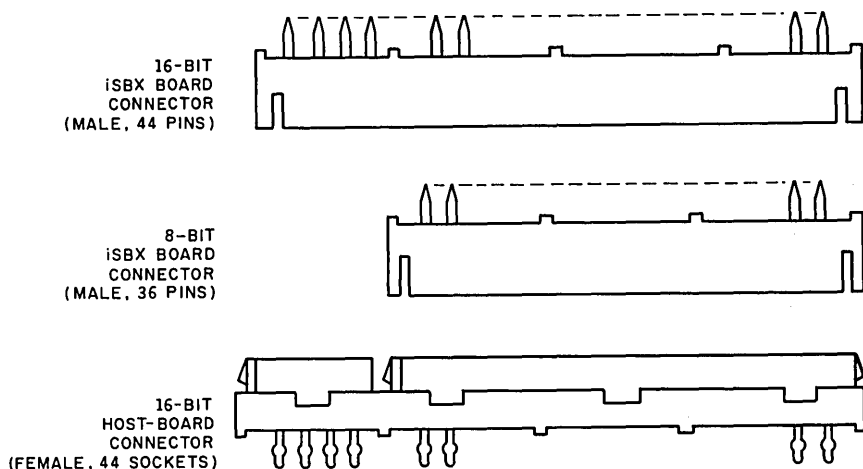 16-BIT
iSBX BOARD
CONNECTOR
(MALE, 44 PINS)
8-BIT
iSBX BOARD
CONNECTOR
(MALE, 36 PINS)
16-BIT
HOST-BOARD
CONNECTOR
(FEMALE, 44 SOCKETS)